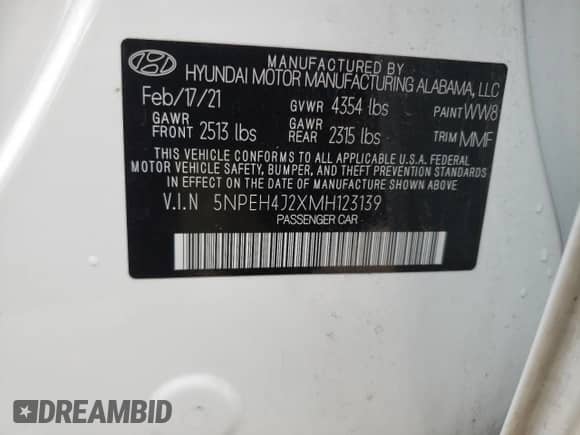 MANUFACTURED BY
HYUNDAI MOTOR MANUFACTURING ALABAMA, LLC
Feb/17/21 GVWR 4354 lbs PAINT WW8
GAWR FRONT 2513 lbs GAWR REAR 2315 lbs TRIM MMF
THIS VEHICLE CONFORMS TO ALL APPLICABLE U.S.A. FEDERAL
MOTOR VEHICLE SAFETY, BUMPER, AND THEFT PREVENTION STANDARDS
IN EFFECT ON THE DATE OF MANUFACTURE SHOWN ABOVE.
V.I.N 5NPEH4J2XMH123139
PASSENGER CAR
DREAMBID